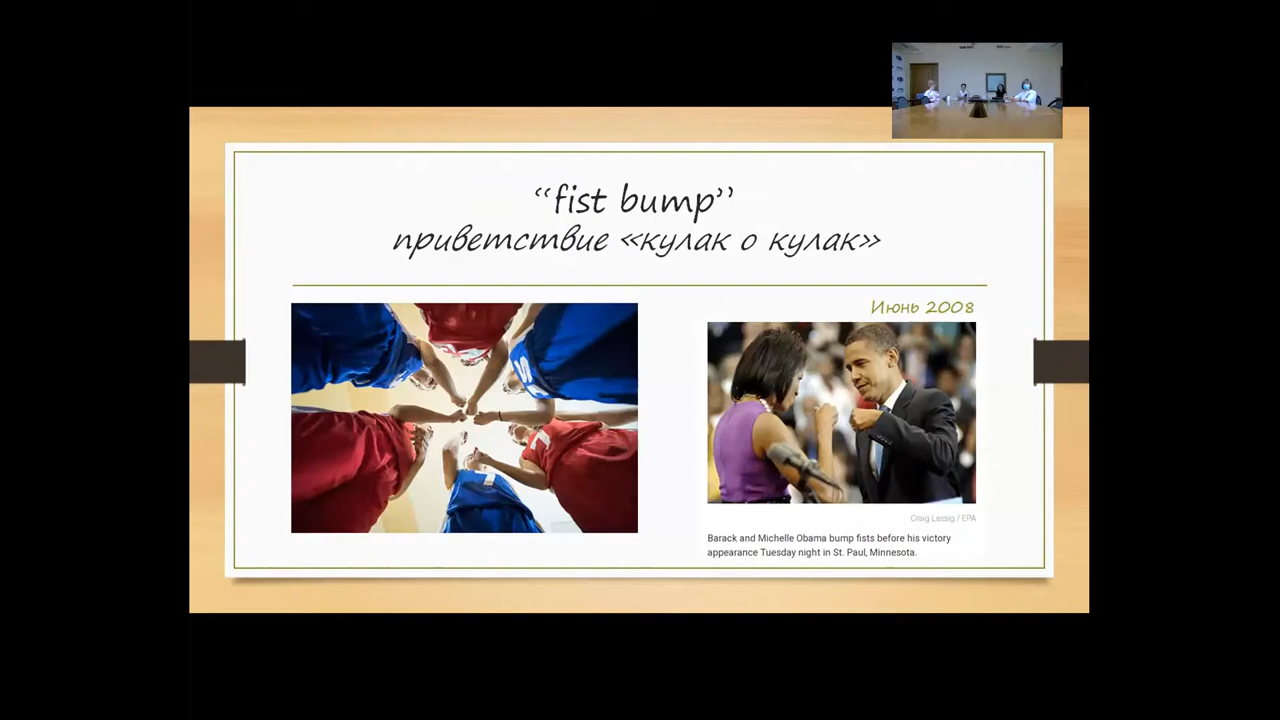 “fist bump”
приветствие «кулак о кулак»
Июнь 2008
Craig Lassig / EPA
Barack and Michelle Obama bump fists before his victory
appearance Tuesday night in St. Paul, Minnesota.